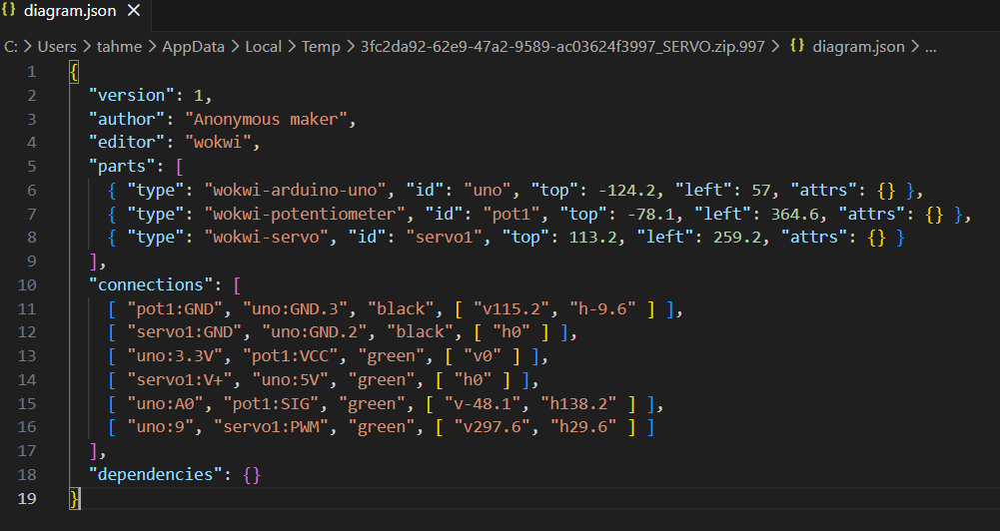 diagram.json
C: > Users > tahme > AppData > Local > Temp > 3fc2da92-62e9-47a2-9589-ac03624f3997_SERVO.zip.997 > {} diagram.json > ...
1 {
2 "version": 1,
3 "author": "Anonymous maker",
4 "editor": "wokwi",
5 "parts": [
6 { "type": "wokwi-arduino-uno", "id": "uno", "top": -124.2, "left": 57, "attrs": {} },
7 { "type": "wokwi-potentiometer", "id": "pot1", "top": -78.1, "left": 364.6, "attrs": {} },
8 { "type": "wokwi-servo", "id": "servo1", "top": 113.2, "left": 259.2, "attrs": {} }
9 ],
10 "connections": [
11 [ "pot1:GND", "uno:GND.3", "black", [ "v115.2", "h-9.6" ] ],
12 [ "servo1:GND", "uno:GND.2", "black", [ "h0" ] ],
13 [ "uno:3.3V", "pot1:VCC", "green", [ "v0" ] ],
14 [ "servo1:V+", "uno:5V", "green", [ "h0" ] ],
15 [ "uno:A0", "pot1:SIG", "green", [ "v-48.1", "h138.2" ] ],
16 [ "uno:9", "servo1:PWM", "green", [ "v297.6", "h29.6" ] ]
17 ],
18 "dependencies": {}
19 }